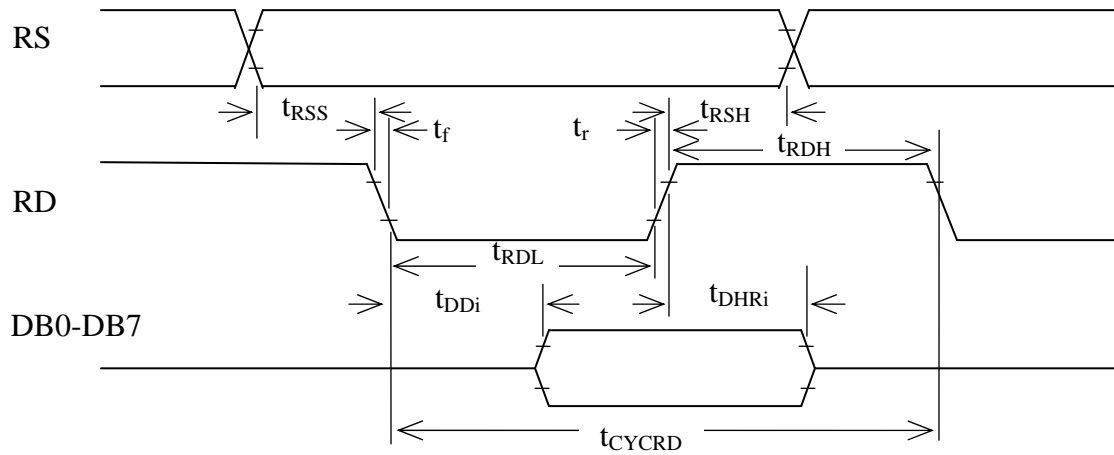 RS
tRSS
tf
tr
tRSH
tRDH
RD
tRDL
tDDi
tDHRi
DB0-DB7
tCYCRD